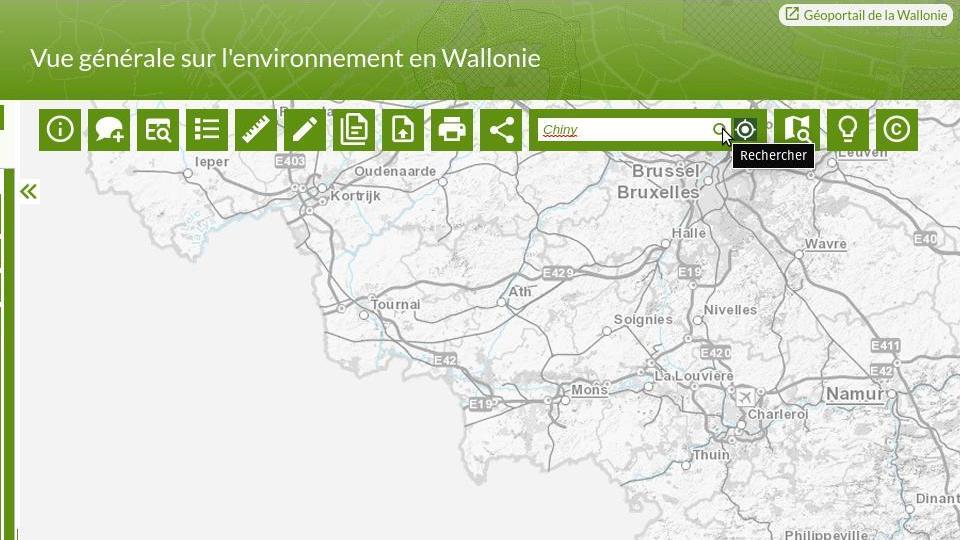 Géoportail de la Wallonie
Vue générale sur l'environnement en Wallonie
Chiny
Rechercher
Leuven
Ieper
E403
Oudenaarde
Brussel
Bruxelles
Kortrijk
Halle
Wavre
E40
E429
E19
Ath
Tournai
Nivelles
Soignies
E411
E420
E42
E42
La Louvière
Mons
Namur
E19
Charleroi
Thuin
Dinant
Philippeville